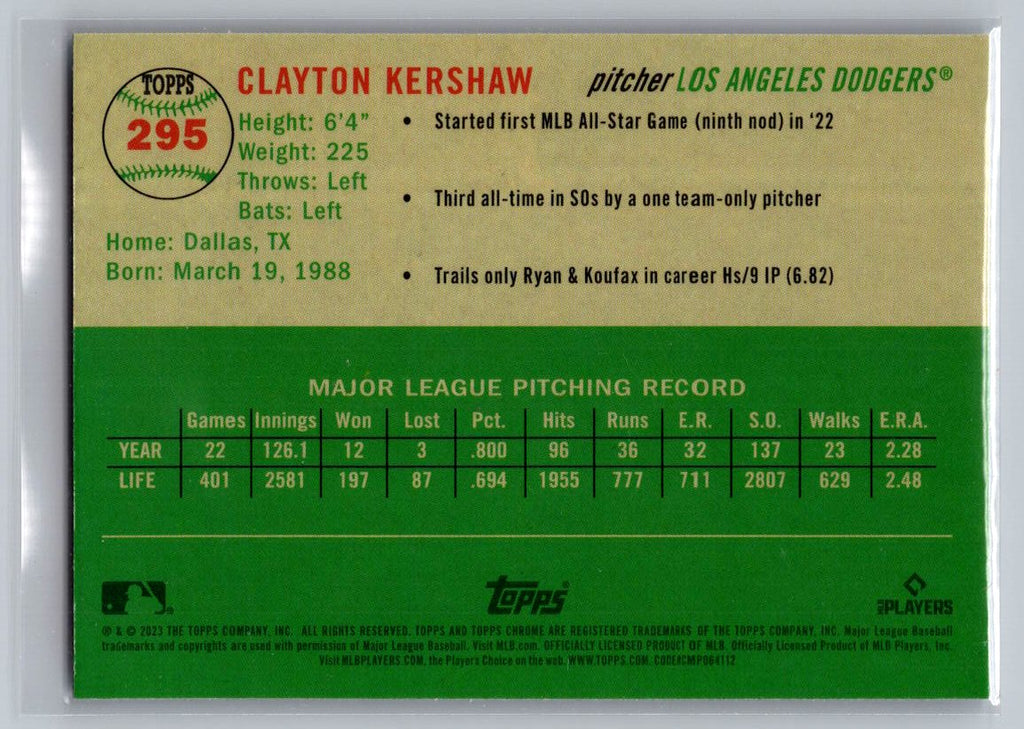 TOPPS
295
CLAYTON KERSHAW
pitcher LOS ANGELES DODGERS®
Height: 6'4"
Weight: 225
Throws: Left
Bats: Left
Home: Dallas, TX
Born: March 19, 1988
• Started first MLB All-Star Game (ninth nod) in '22
• Third all-time in SOs by a one team-only pitcher
• Trails only Ryan & Koufax in career Hs/9 IP (6.82)
MAJOR LEAGUE PITCHING RECORD
Games Innings Won Lost Pct. Hits Runs E.R. S.O. Walks E.R.A.
YEAR 22 126.1 12 3 .800 96 36 32 137 23 2.28
LIFE 401 2581 197 87 .694 1955 777 711 2807 629 2.48
Topps®
MLB PLAYERS
® & © 2023 THE TOPPS COMPANY, INC. ALL RIGHTS RESERVED. TOPPS AND TOPPS CHROME ARE REGISTERED TRADEMARKS OF THE TOPPS COMPANY, INC. Major League Baseball
trademarks and copyrights are used with permission of Major League Baseball. Visit MLB.com. OFFICIALLY LICENSED PRODUCT OF MLB. Officially Licensed Product of MLB Players, Inc.
Visit MLBPLAYERS.COM, the Players Choice on the web. WWW.TOPPS.COM. CODE#CMP064112